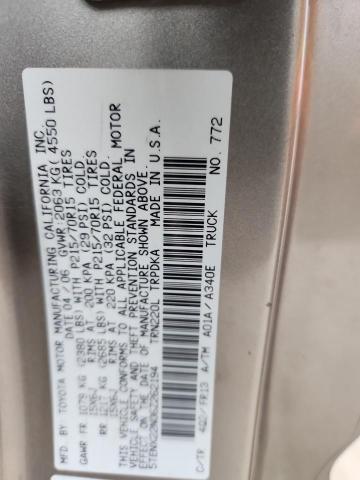 MFD. BY TOYOTA MOTOR MANUFACTURING CALIFORNIA, INC.
DATE 04/06 GVWR 2063 KG( 4550 LBS)
GAWR FR 1079 KG (2380 LBS) WITH P215/70R15 TIRES
15X6J RIMS AT 200 KPA (29 PSI) COLD.
RR 1217 KG (2685 LBS) WITH P215/70R15 TIRES
15X6J RIMS AT 220 KPA (32 PSI) COLD.
THIS VEHICLE CONFORMS TO ALL APPLICABLE FEDERAL MOTOR
VEHICLE SAFETY AND THEFT PREVENTION STANDARDS IN
EFFECT ON THE DATE OF MANUFACTURE SHOWN ABOVE.
TRN220L TRPDKA MADE IN U.S.A.
C/TR 4Q2/FR13 A/TM A01A/A340E TRUCK
NO. 772